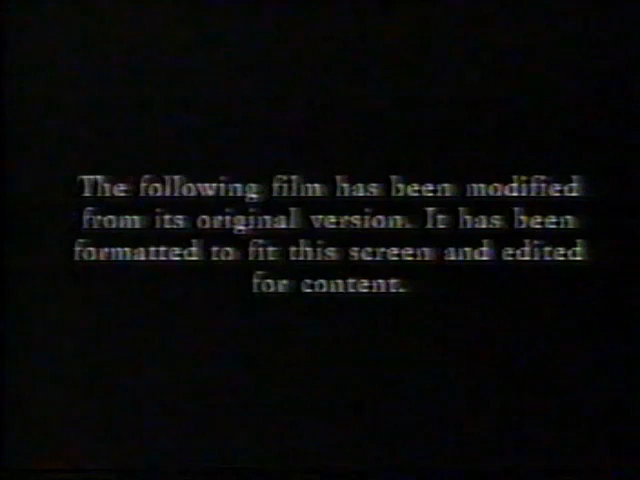 The following film has been modified
from its original version. It has been
formatted to fit this screen and edited
for content.